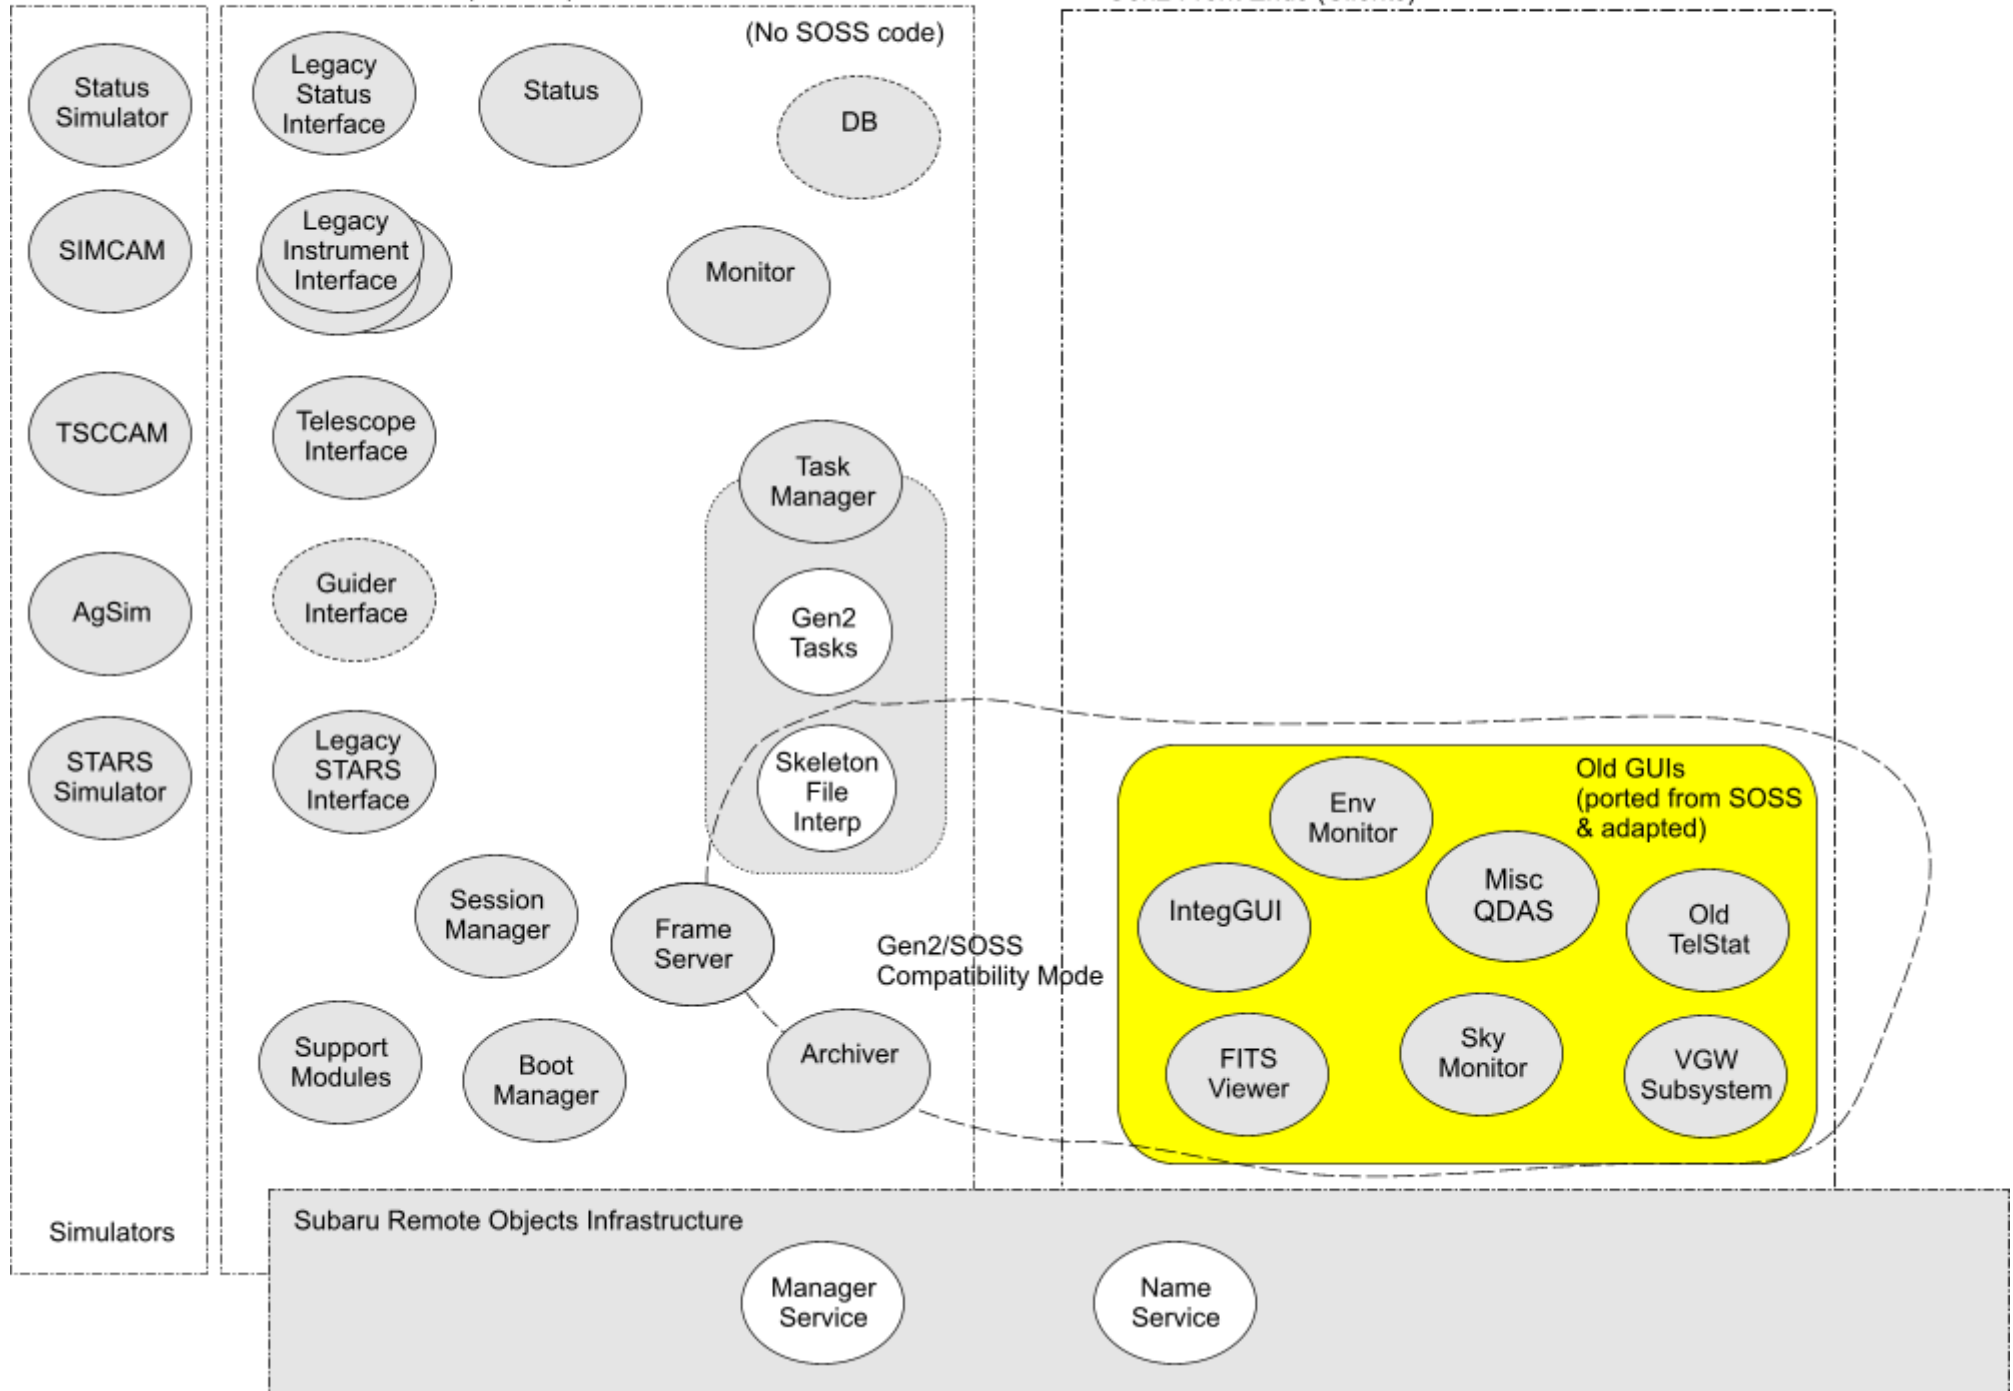 (No SOSS code)
Status
Simulator
Legacy
Status
Interface
Status
DB
SIMCAM
Legacy
Instrument
Interface
Monitor
TSCCAM
Telescope
Interface
Task
Manager
AgSim
Guider
Interface
Gen2
Tasks
STARS
Simulator
Legacy
STARS
Interface
Skeleton
File
Interp
Old GUIs
(ported from SOSS
& adapted)
Env
Monitor
Misc
QDAS
IntegGUI
Old
TelStat
Session
Manager
Frame
Server
Gen2/SOSS
Compatibility Mode
Support
Modules
Boot
Manager
Archiver
FITS
Viewer
Sky
Monitor
VGW
Subsystem
Simulators
Subaru Remote Objects Infrastructure
Manager
Service
Name
Service